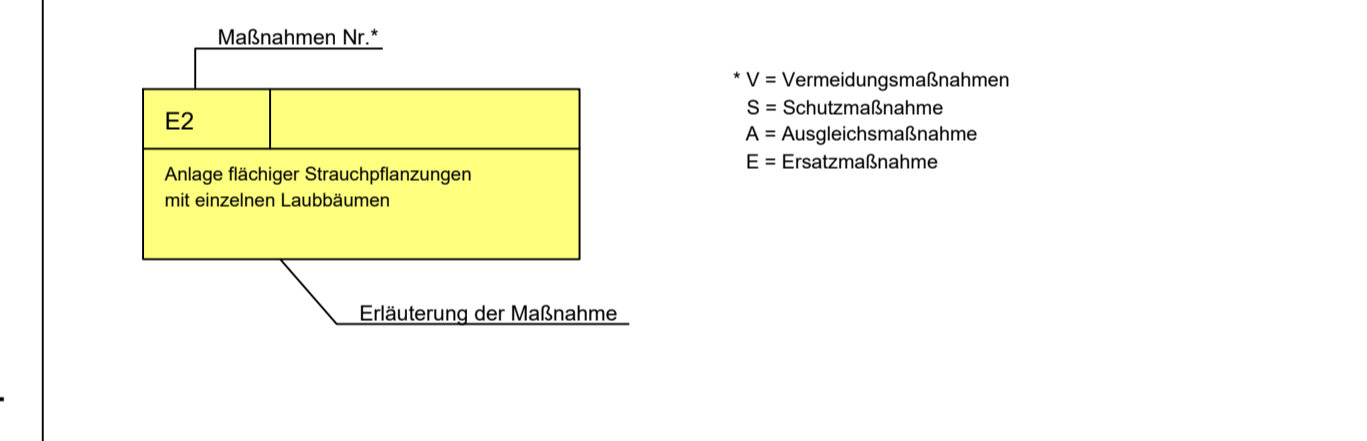 Maßnahmen Nr.*
E2
Anlage flächiger Strauchpflanzungen
mit einzelnen Laubbäumen
Erläuterung der Maßnahme
* V = Vermeidungsmaßnahmen
S = Schutzmaßnahme
A = Ausgleichsmaßnahme
E = Ersatzmaßnahme